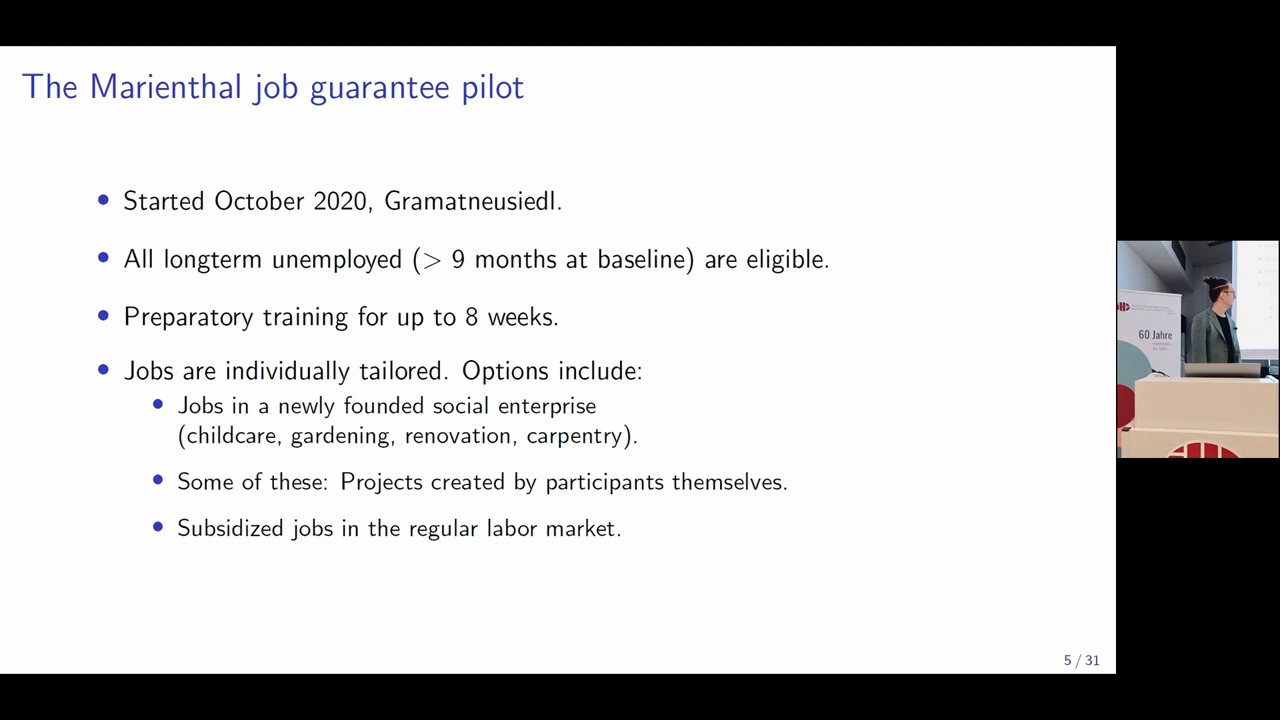 The Marienthal job guarantee pilot
• Started October 2020, Gramatneusiedl.
• All longterm unemployed (> 9 months at baseline) are eligible.
• Preparatory training for up to 8 weeks.
• Jobs are individually tailored. Options include:
• Jobs in a newly founded social enterprise
(childcare, gardening, renovation, carpentry).
• Some of these: Projects created by participants themselves.
• Subsidized jobs in the regular labor market.
5 / 31
60 Jahre